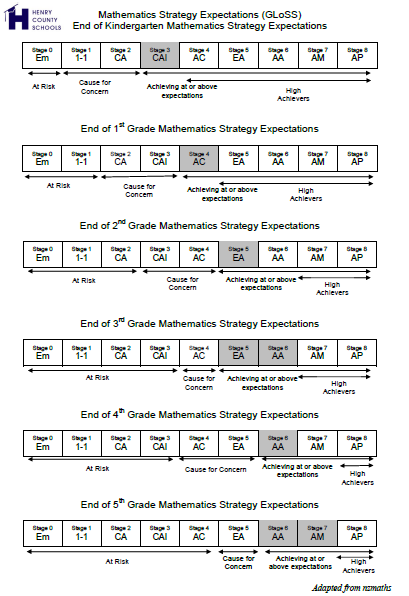 HENRY
COUNTY
SCHOOLS
Mathematics Strategy Expectations (GLoSS)
End of Kindergarten Mathematics Strategy Expectations
Stage 0 Stage 1 Stage 2 Stage 3 Stage 4 Stage 5 Stage 6 Stage 7 Stage 8
Em 1-1 CA CAI AC EA AA AM AP
At Risk Cause for Concern Achieving at or above expectations High Achievers
End of 1st Grade Mathematics Strategy Expectations
Stage 0 Stage 1 Stage 2 Stage 3 Stage 4 Stage 5 Stage 6 Stage 7 Stage 8
Em 1-1 CA CAI AC EA AA AM AP
At Risk Cause for Concern Achieving at or above expectations High Achievers
End of 2nd Grade Mathematics Strategy Expectations
Stage 0 Stage 1 Stage 2 Stage 3 Stage 4 Stage 5 Stage 6 Stage 7 Stage 8
Em 1-1 CA CAI AC EA AA AM AP
At Risk Cause for Concern Achieving at or above expectations High Achievers
End of 3rd Grade Mathematics Strategy Expectations
Stage 0 Stage 1 Stage 2 Stage 3 Stage 4 Stage 5 Stage 6 Stage 7 Stage 8
Em 1-1 CA CAI AC EA AA AM AP
At Risk Cause for Concern Achieving at or above expectations High Achievers
End of 4th Grade Mathematics Strategy Expectations
Stage 0 Stage 1 Stage 2 Stage 3 Stage 4 Stage 5 Stage 6 Stage 7 Stage 8
Em 1-1 CA CAI AC EA AA AM AP
At Risk Cause for Concern Achieving at or above expectations High Achievers
End of 5th Grade Mathematics Strategy Expectations
Stage 0 Stage 1 Stage 2 Stage 3 Stage 4 Stage 5 Stage 6 Stage 7 Stage 8
Em 1-1 CA CAI AC EA AA AM AP
At Risk Cause for Concern Achieving at or above expectations High Achievers
Adapted from nzmaths